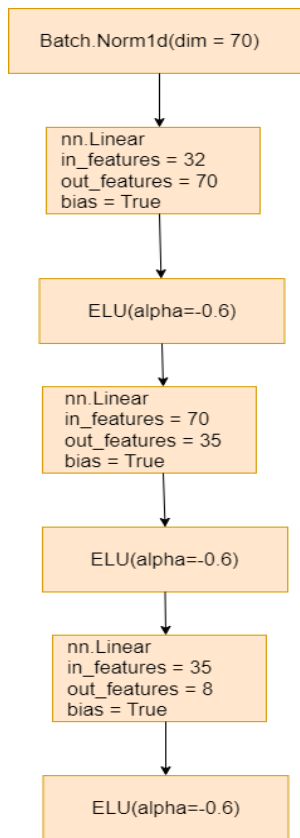 Batch.Norm1d(dim = 70)
nn.Linear
in_features = 32
out_features = 70
bias = True
ELU(alpha=-0.6)
nn.Linear
in_features = 70
out_features = 35
bias = True
ELU(alpha=-0.6)
nn.Linear
in_features = 35
out_features = 8
bias = True
ELU(alpha=-0.6)